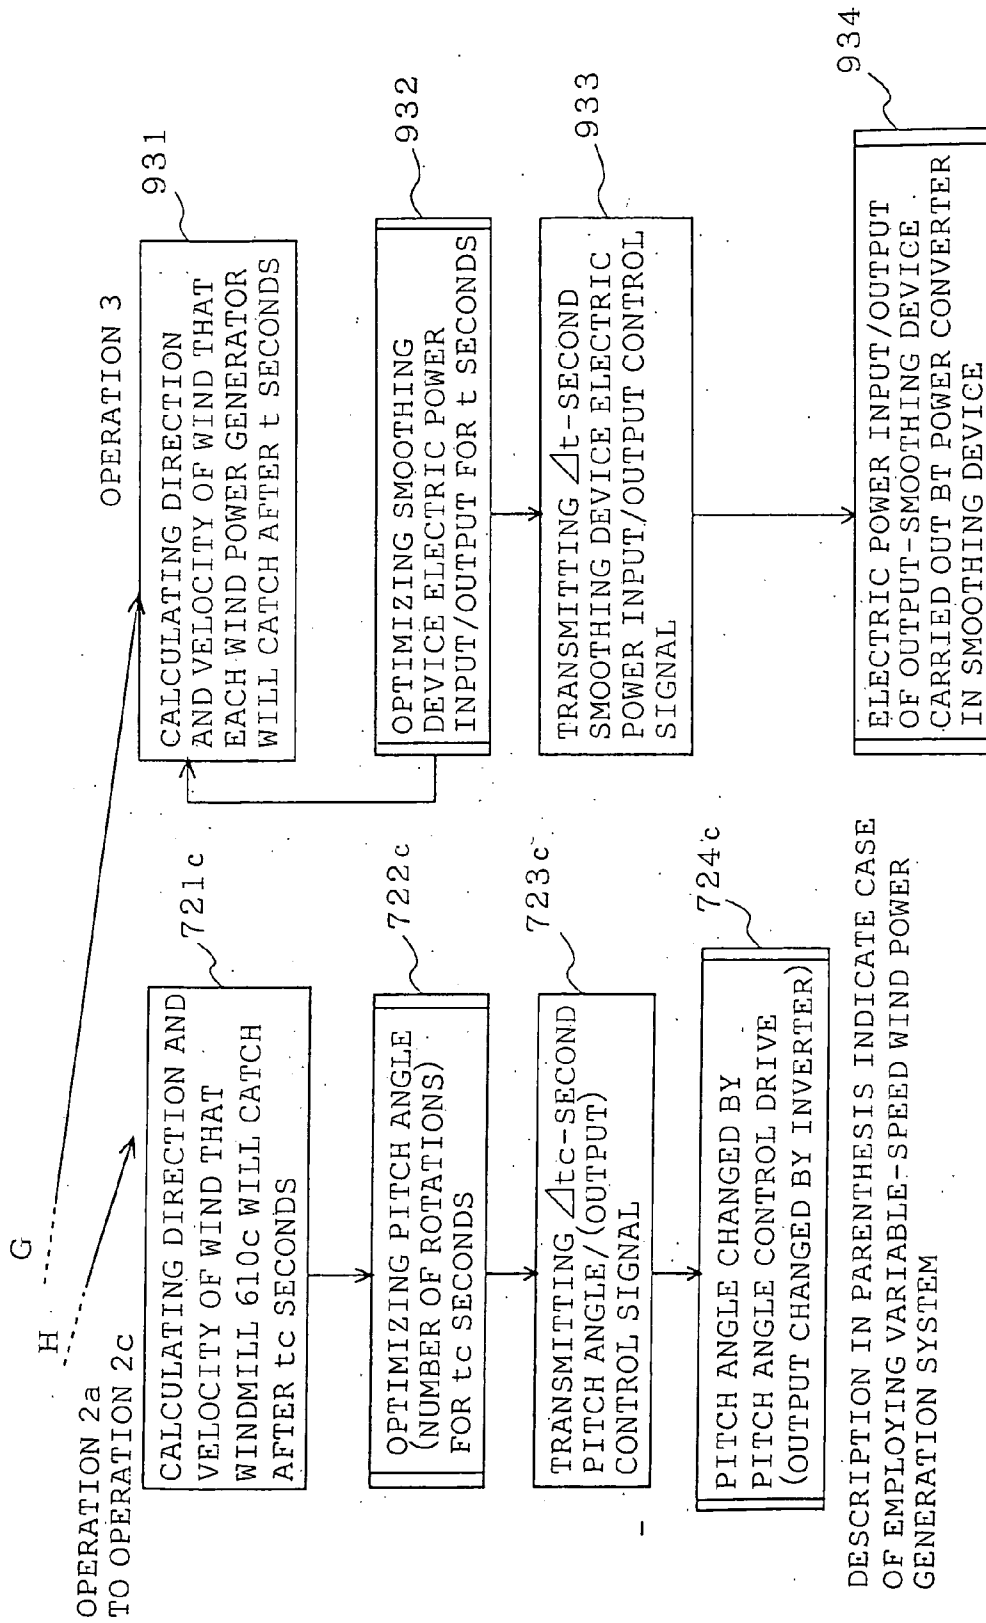 H
G
OPERATION 2a
TO OPERATION 2c
721c
CALCULATING DIRECTION AND
VELOCITY OF WIND THAT
WINDMILL 610c WILL CATCH
AFTER tc SECONDS
722c
OPTIMIZING PITCH ANGLE
(NUMBER OF ROTATIONS)
FOR tc SECONDS
723c
TRANSMITTING ⊿tc-SECOND
PITCH ANGLE/(OUTPUT)
CONTROL SIGNAL
724c
PITCH ANGLE CHANGED BY
PITCH ANGLE CONTROL DRIVE
(OUTPUT CHANGED BY INVERTER)
DESCRIPTION IN PARENTHESIS INDICATE CASE
OF EMPLOYING VARIABLE-SPEED WIND POWER
GENERATION SYSTEM
OPERATION 3
931
CALCULATING DIRECTION
AND VELOCITY OF WIND THAT
EACH WIND POWER GENERATOR
WILL CATCH AFTER t SECONDS
932
OPTIMIZING SMOOTHING
DEVICE ELECTRIC POWER
INPUT/OUTPUT FOR t SECONDS
933
TRANSMITTING ⊿t-SECOND
SMOOTHING DEVICE ELECTRIC
POWER INPUT/OUTPUT CONTROL
SIGNAL
934
ELECTRIC POWER INPUT/OUTPUT
OF OUTPUT-SMOOTHING DEVICE
CARRIED OUT BT POWER CONVERTER
IN SMOOTHING DEVICE